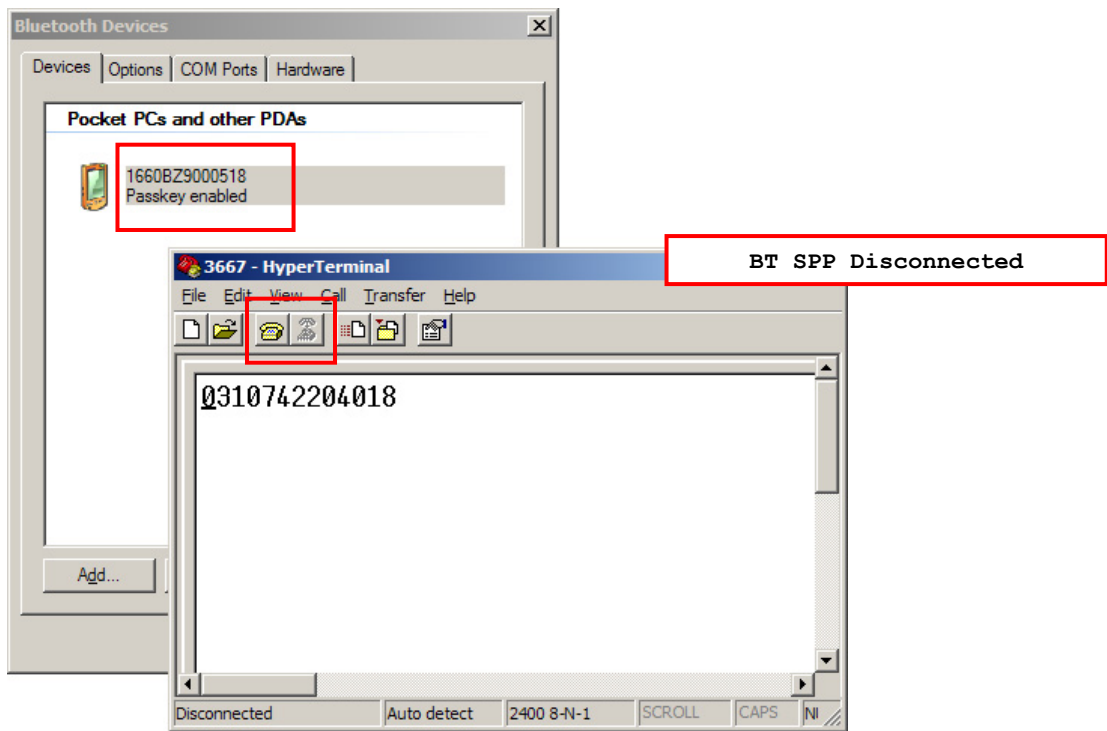 Bluetooth Devices
Devices Options COM Ports Hardware
Pocket PCs and other PDAs
1660BZ9000518
Passkey enabled
Add...
BT SPP Disconnected
3667 - HyperTerminal
File Edit View Call Transfer Help
0310742204018
Disconnected Auto detect 2400 8-N-1 SCROLL CAPS